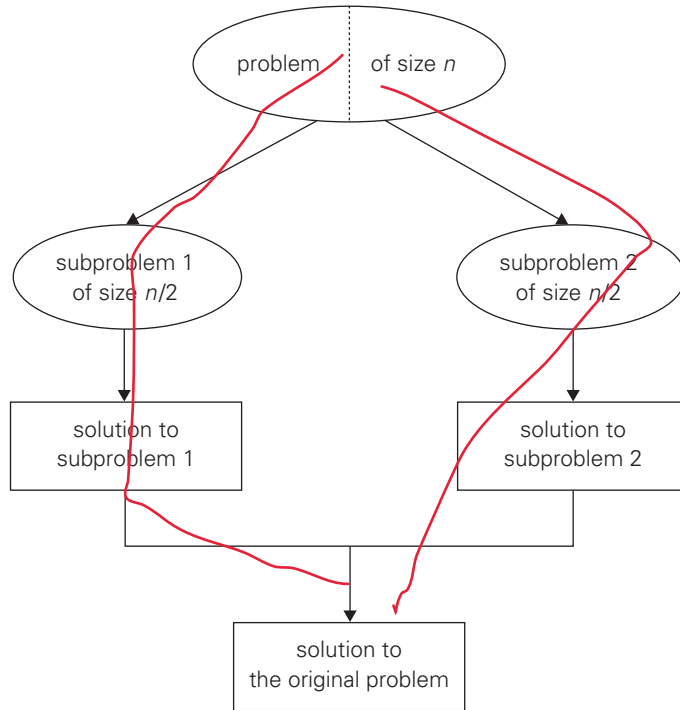 problem of size n
subproblem 1
of size n/2
subproblem 2
of size n/2
solution to
subproblem 1
solution to
subproblem 2
solution to
the original problem